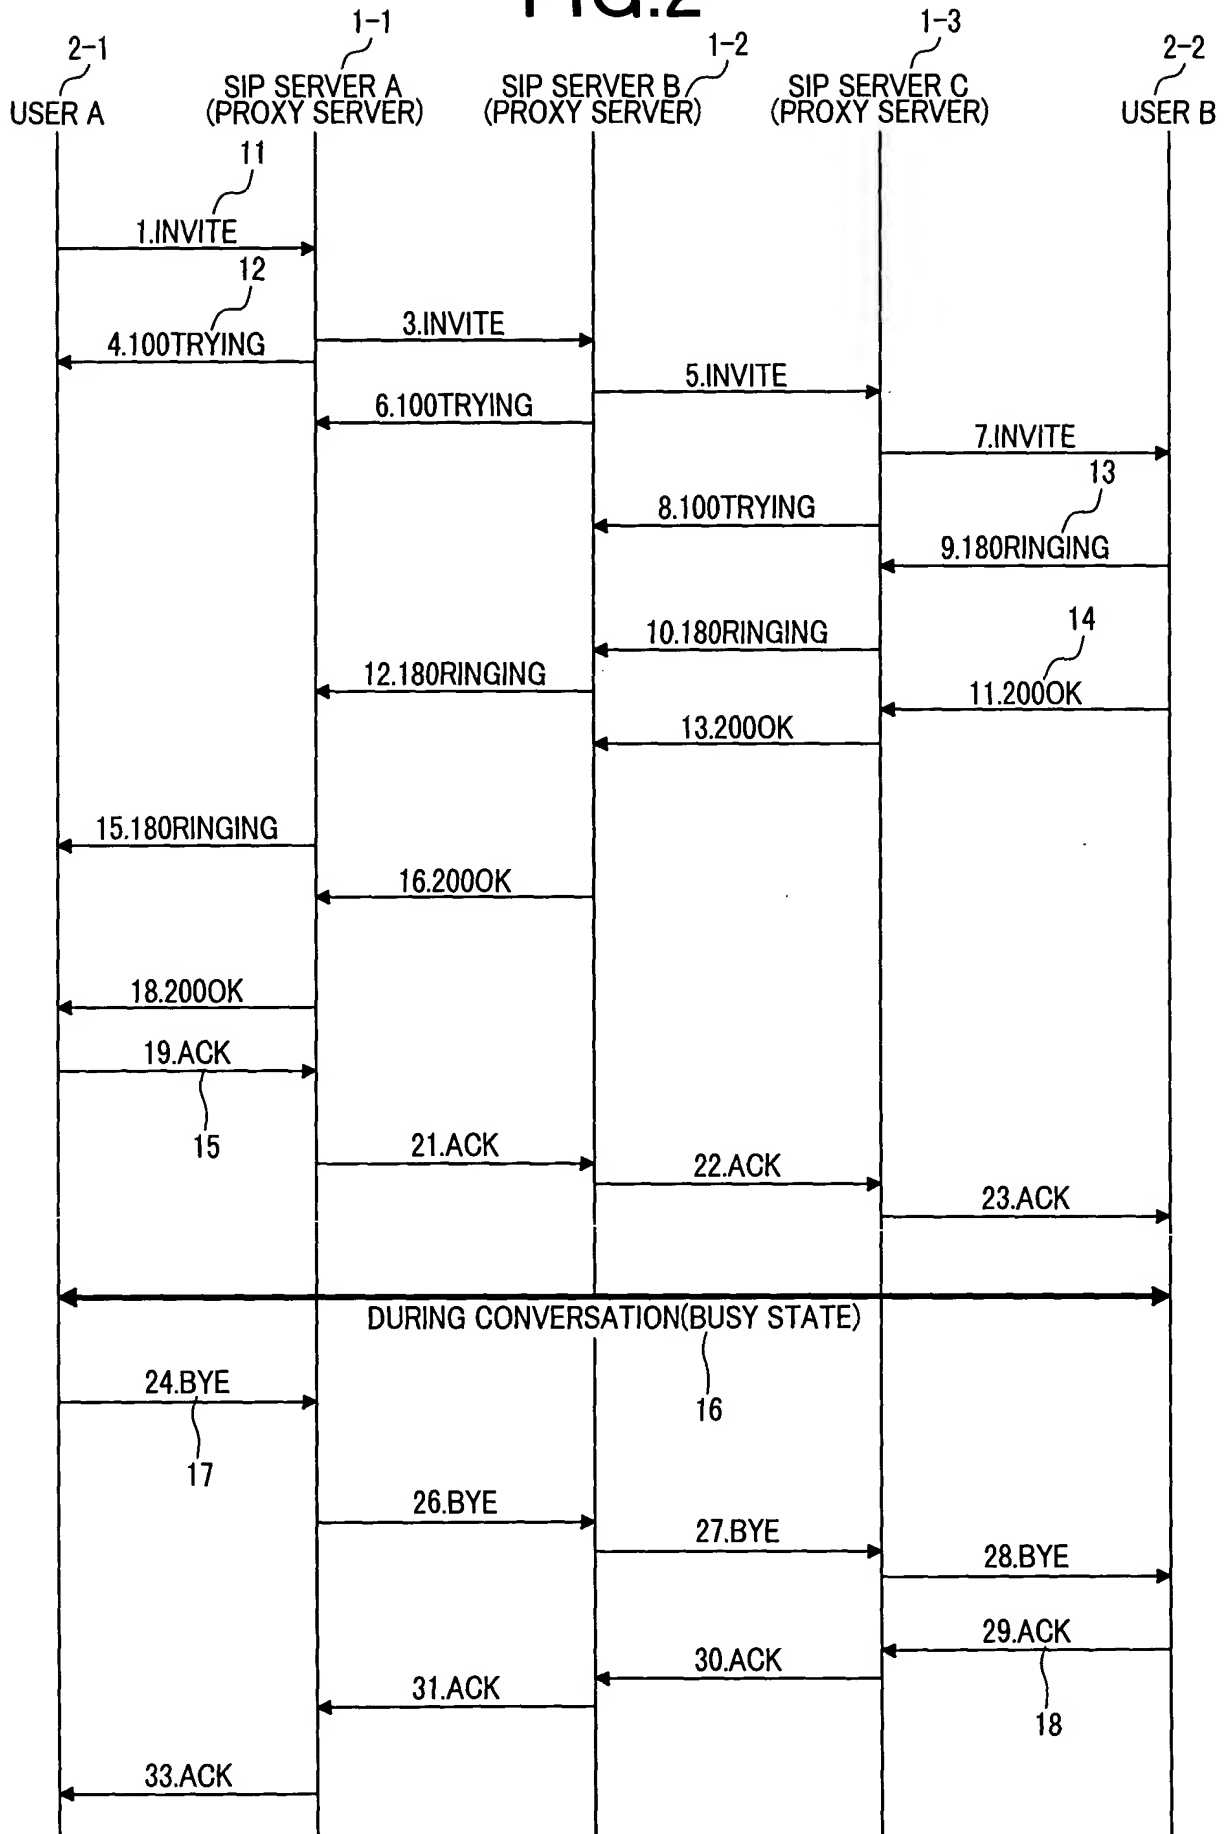 FIG.2
1-1
1-3
2-1
1-2
2-2
SIP SERVER A
SIP SERVER B
SIP SERVER C
USER A
(PROXY SERVER)
(PROXY SERVER)
(PROXY SERVER)
USER B
11
1.INVITE
12
3.INVITE
4.100TRYING
5.INVITE
6.100TRYING
7.INVITE
13
8.100TRYING
9.180RINGING
14
10.180RINGING
12.180RINGING
11.200OK
13.200OK
15.180RINGING
16.200OK
18.200OK
19.ACK
15
21.ACK
22.ACK
23.ACK
DURING CONVERSATION(BUSY STATE)
24.BYE
16
17
26.BYE
27.BYE
28.BYE
29.ACK
30.ACK
31.ACK
18
33.ACK